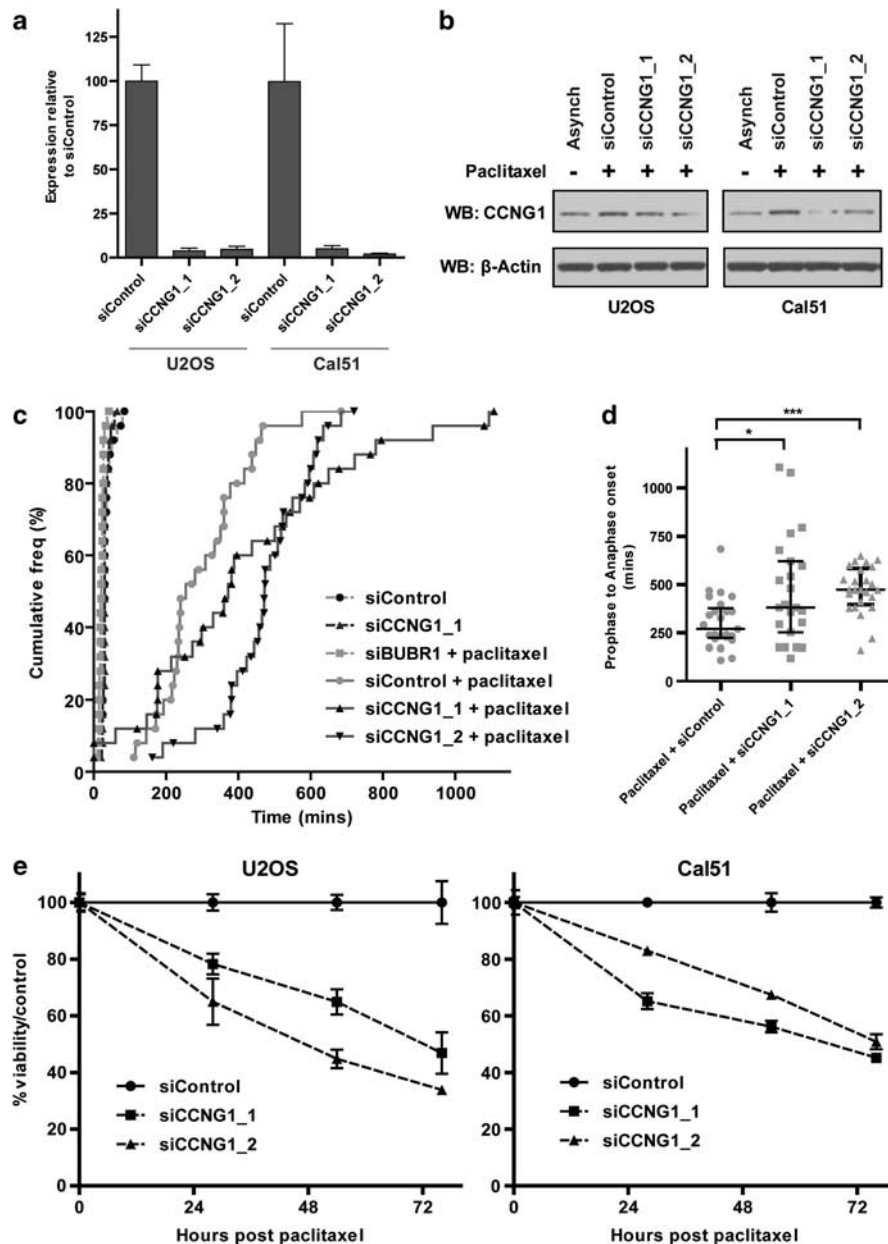 a
Expression relative
to siControl
125
100
75
50
25
0
siControl
siCCNG1_1
siCCNG1_2
siControl
siCCNG1_1
siCCNG1_2
U2OS
Cal51
b
Asynch
siControl
siCCNG1_1
siCCNG1_2
Asynch
siControl
siCCNG1_1
siCCNG1_2
Paclitaxel - + + + - + + +
WB: CCNG1
WB: β-Actin
U2OS
Cal51
c
Cumulative freq (%)
100
80
60
40
20
0
siControl
siCCNG1_1
siBUBR1 + paclitaxel
siControl + paclitaxel
siCCNG1_1 + paclitaxel
siCCNG1_2 + paclitaxel
0 200 400 600 800 1000
Time (mins)
d
***
*
Prophase to Anaphase onset
(mins)
1000
750
500
250
0
Paclitaxel + siControl
Paclitaxel + siCCNG1_1
Paclitaxel + siCCNG1_2
e
U2OS
% viability/control
100
80
60
40
20
0
siControl
siCCNG1_1
siCCNG1_2
0 24 48 72
Hours post paclitaxel
Cal51
100
80
60
40
20
0
siControl
siCCNG1_1
siCCNG1_2
0 24 48 72
Hours post paclitaxel